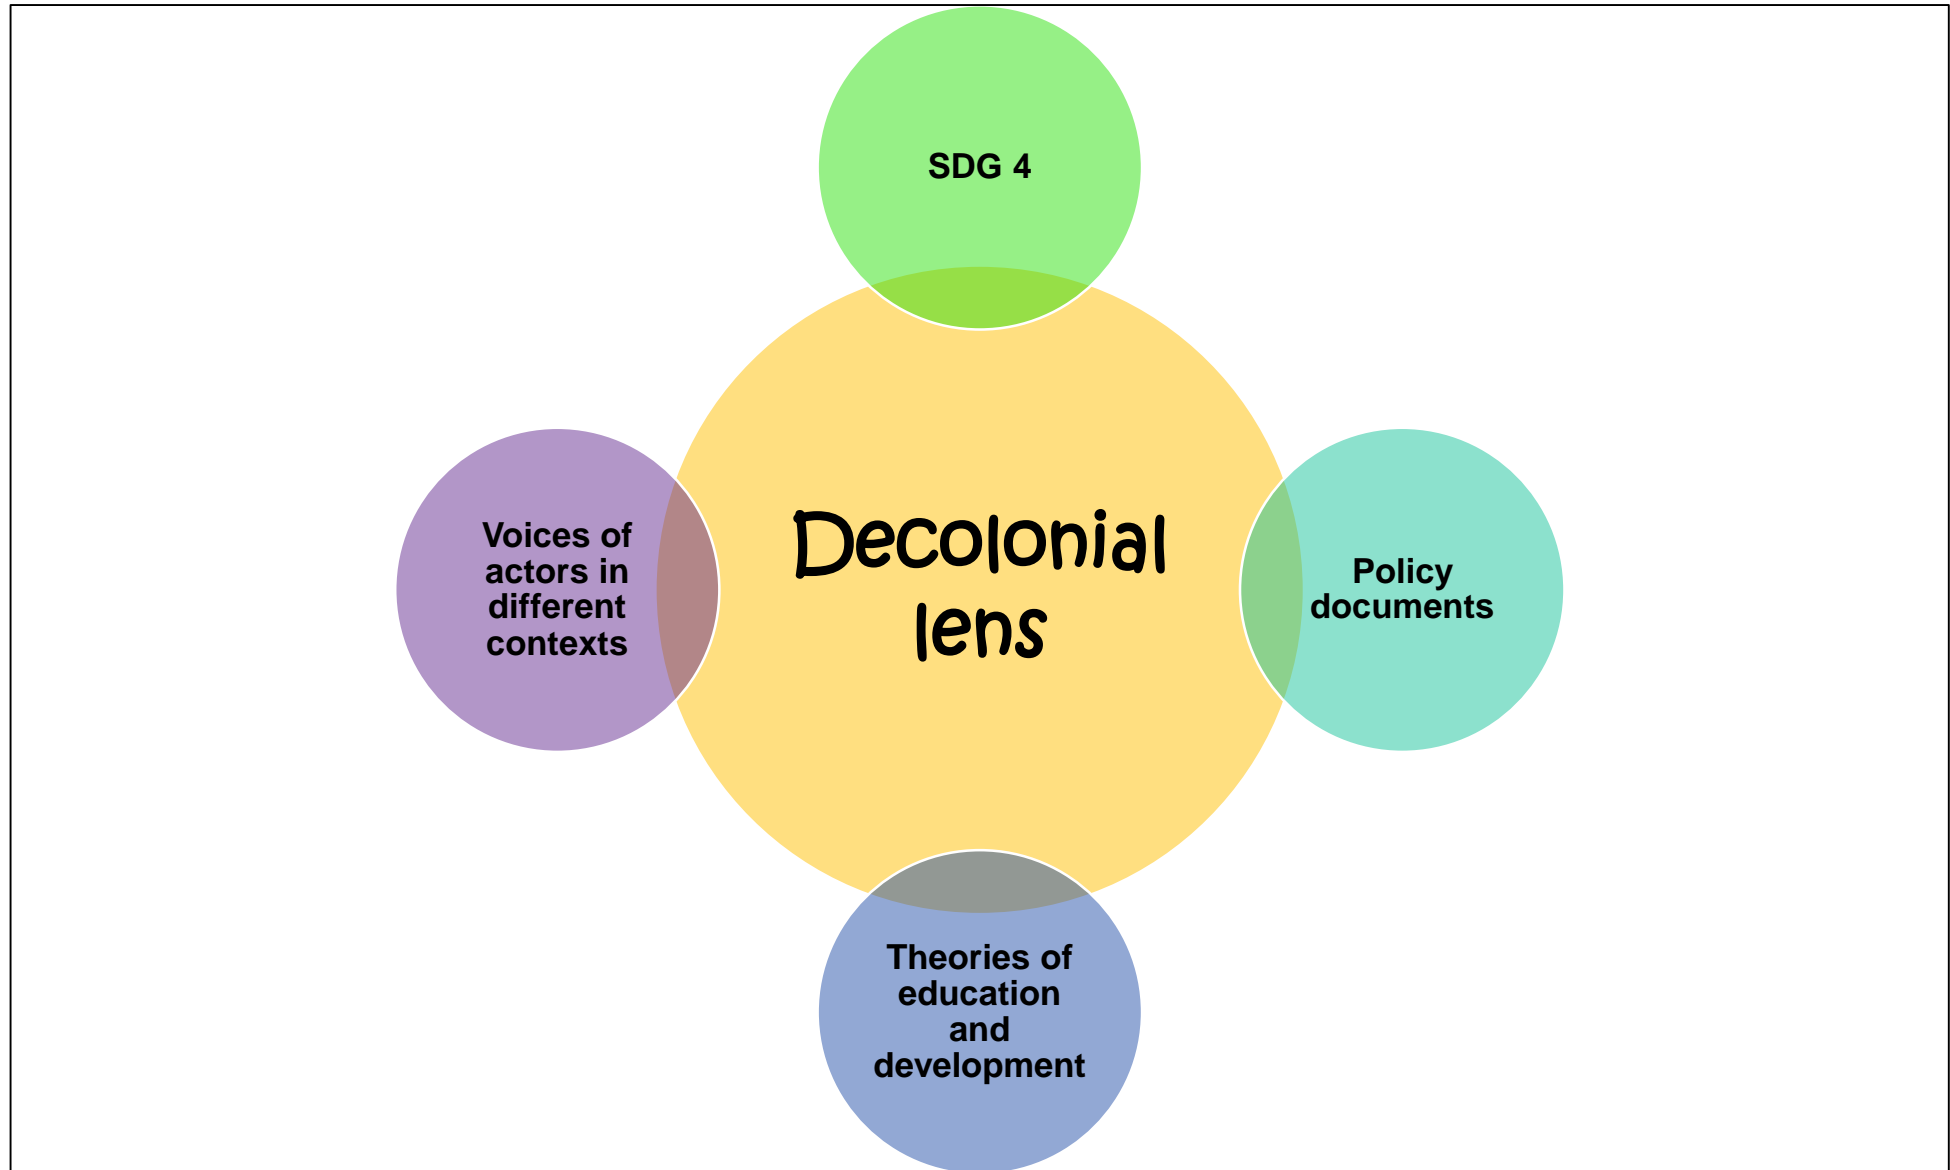 SDG 4
Voices of
actors in
different
contexts
Decolonial
lens
Policy
documents
Theories of
education
and
development